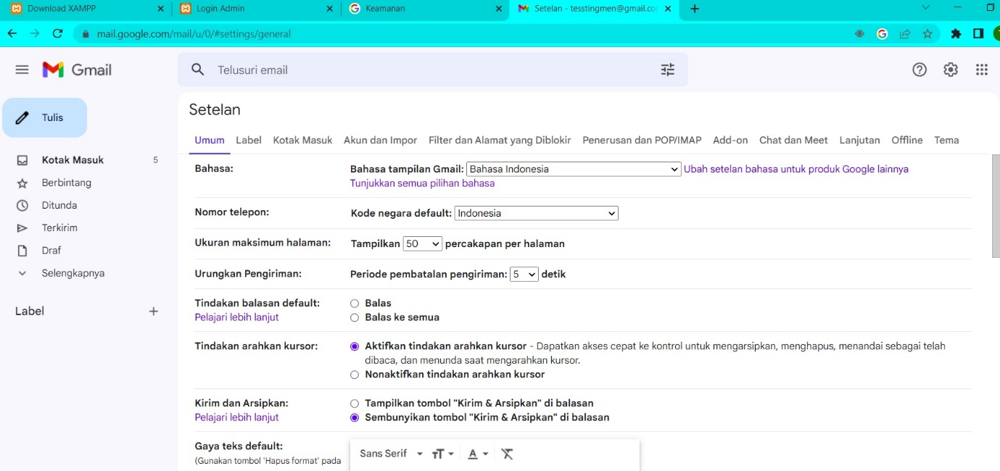 Download XAMPP
Login Admin
Keamanan
Setelan - tesstingmen@gmail.co
mail.google.com/mail/u/0/#settings/general
Gmail
Telusuri email
Tulis
Kotak Masuk 5
Berbintang
Ditunda
Terkirim
Draf
Selengkapnya
Label
Setelan
Umum Label Kotak Masuk Akun dan Impor Filter dan Alamat yang Diblokir Penerusan dan POP/IMAP Add-on Chat dan Meet Lanjutan Offline Tema
Bahasa: Bahasa tampilan Gmail: Bahasa Indonesia Ubah setelan bahasa untuk produk Google lainnya
Tunjukkan semua pilihan bahasa
Nomor telepon: Kode negara default: Indonesia
Ukuran maksimum halaman: Tampilkan 50 percakapan per halaman
Urungkan Pengiriman: Periode pembatalan pengiriman: 5 detik
Tindakan balasan default: Balas
Pelajari lebih lanjut Balas ke semua
Tindakan arahkan kursor: Aktifkan tindakan arahkan kursor - Dapatkan akses cepat ke kontrol untuk mengarsipkan, menghapus, menandai sebagai telah
dibaca, dan menunda saat mengarahkan kursor.
Nonaktifkan tindakan arahkan kursor
Kirim dan Arsipkan: Tampilkan tombol "Kirim & Arsipkan" di balasan
Pelajari lebih lanjut Sembunyikan tombol "Kirim & Arsipkan" di balasan
Gaya teks default:
(Gunakan tombol 'Hapus format' pada
Sans Serif